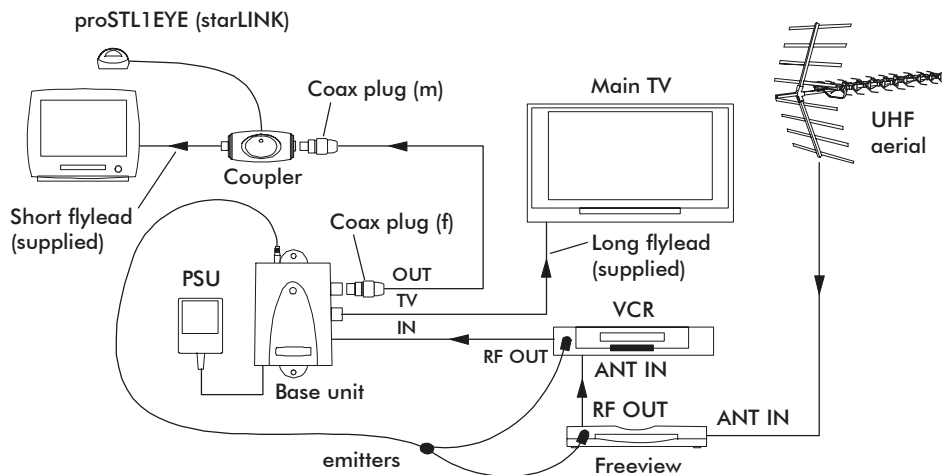 proSTL1EYE (starLINK)
Coax plug (m)
Main TV
UHF
aerial
Coupler
Short flylead
(supplied)
Coax plug (f)
Long flylead
(supplied)
PSU
OUT
TV
IN
VCR
RF OUT
ANT IN
Base unit
RF OUT
ANT IN
emitters
Freeview